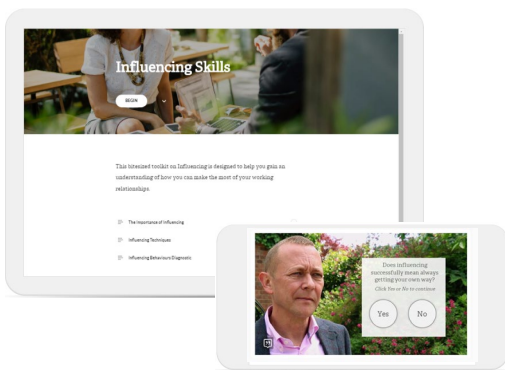 Influencing Skills
BEGIN
This bitesized toolkit on Influencing is designed to help you gain an
understanding of how you can make the most of your working
relationships.
The Importance of Influencing
Influencing Techniques
Influencing Behaviours Diagnostic
Does influencing
successfully mean always
getting your own way?
Click Yes or No to continue
Yes
No